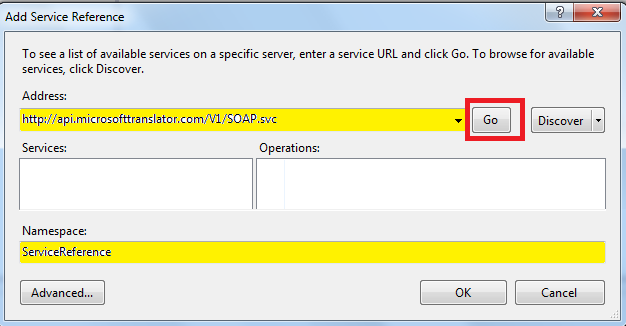 Add Service Reference
To see a list of available services on a specific server, enter a service URL and click Go. To browse for available
services, click Discover.
Address:
http://api.microsofttranslator.com/V1/SOAP.svc
Go
Discover
Services:
Operations:
Namespace:
ServiceReference
Advanced...
OK
Cancel